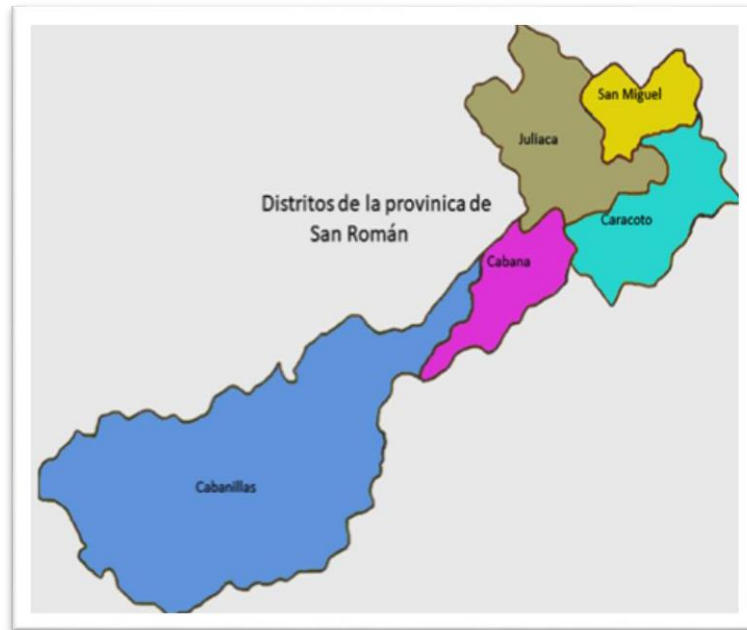 San Miguel
Juliaca
Distritos de la provinica de
San Román
Caracoto
Cabana
Cabanillas